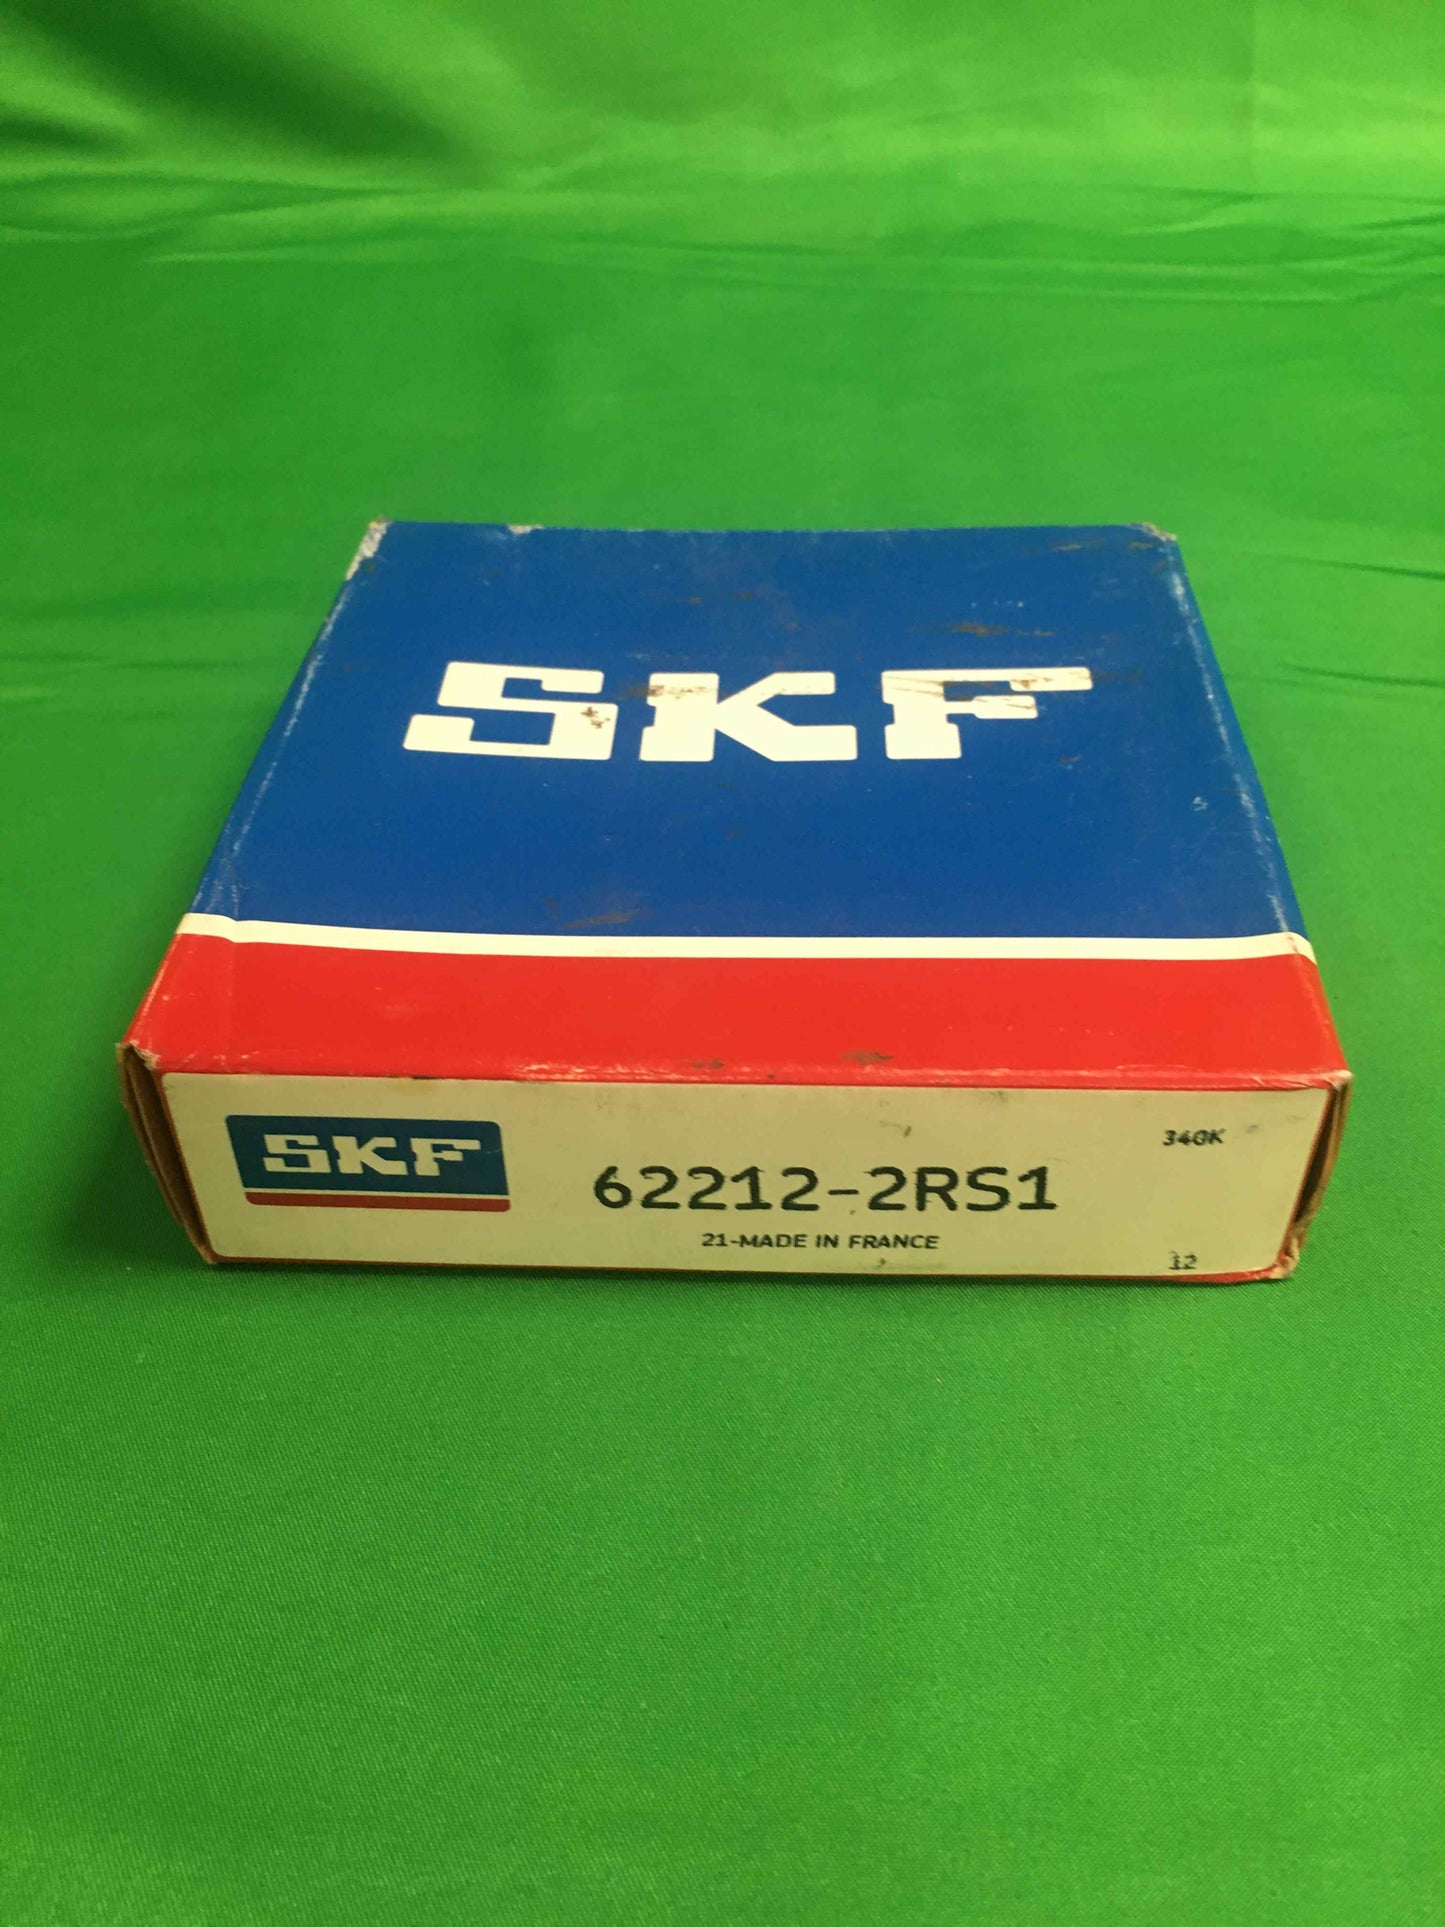 SKF
SKF
340K
62212-2RS1
21-MADE IN FRANCE
12